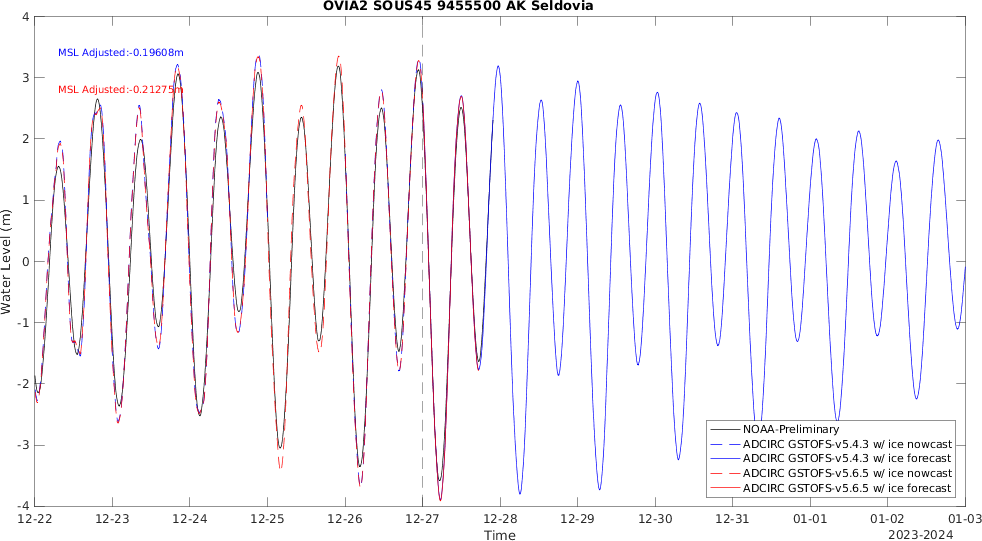 OVIA2 SOUS45 9455500 AK Seldovia
MSL Adjusted:-0.19608m
MSL Adjusted:-0.21275m
Water Level (m)
4
3
2
1
0
-1
-2
-3
-4
NOAA-Preliminary
ADCIRC GSTOFS-v5.4.3 w/ ice nowcast
ADCIRC GSTOFS-v5.4.3 w/ ice forecast
ADCIRC GSTOFS-v5.6.5 w/ ice nowcast
ADCIRC GSTOFS-v5.6.5 w/ ice forecast
12-22 12-23 12-24 12-25 12-26 12-27 12-28 12-29 12-30 12-31 01-01 01-02 01-03
Time
2023-2024